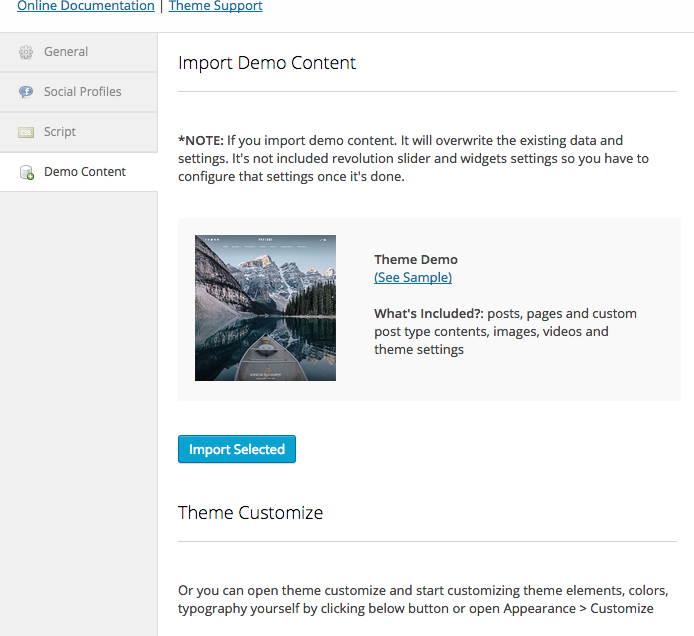 Online Documentation | Theme Support
General
Social Profiles
Script
Demo Content
Import Demo Content
*NOTE: If you import demo content. It will overwrite the existing data and
settings. It's not included revolution slider and widgets settings so you have to
configure that settings once it's done.
Theme Demo
(See Sample)
What's Included?: posts, pages and custom
post type contents, images, videos and
theme settings
Import Selected
Theme Customize
Or you can open theme customize and start customizing theme elements, colors,
typography yourself by clicking below button or open Appearance > Customize